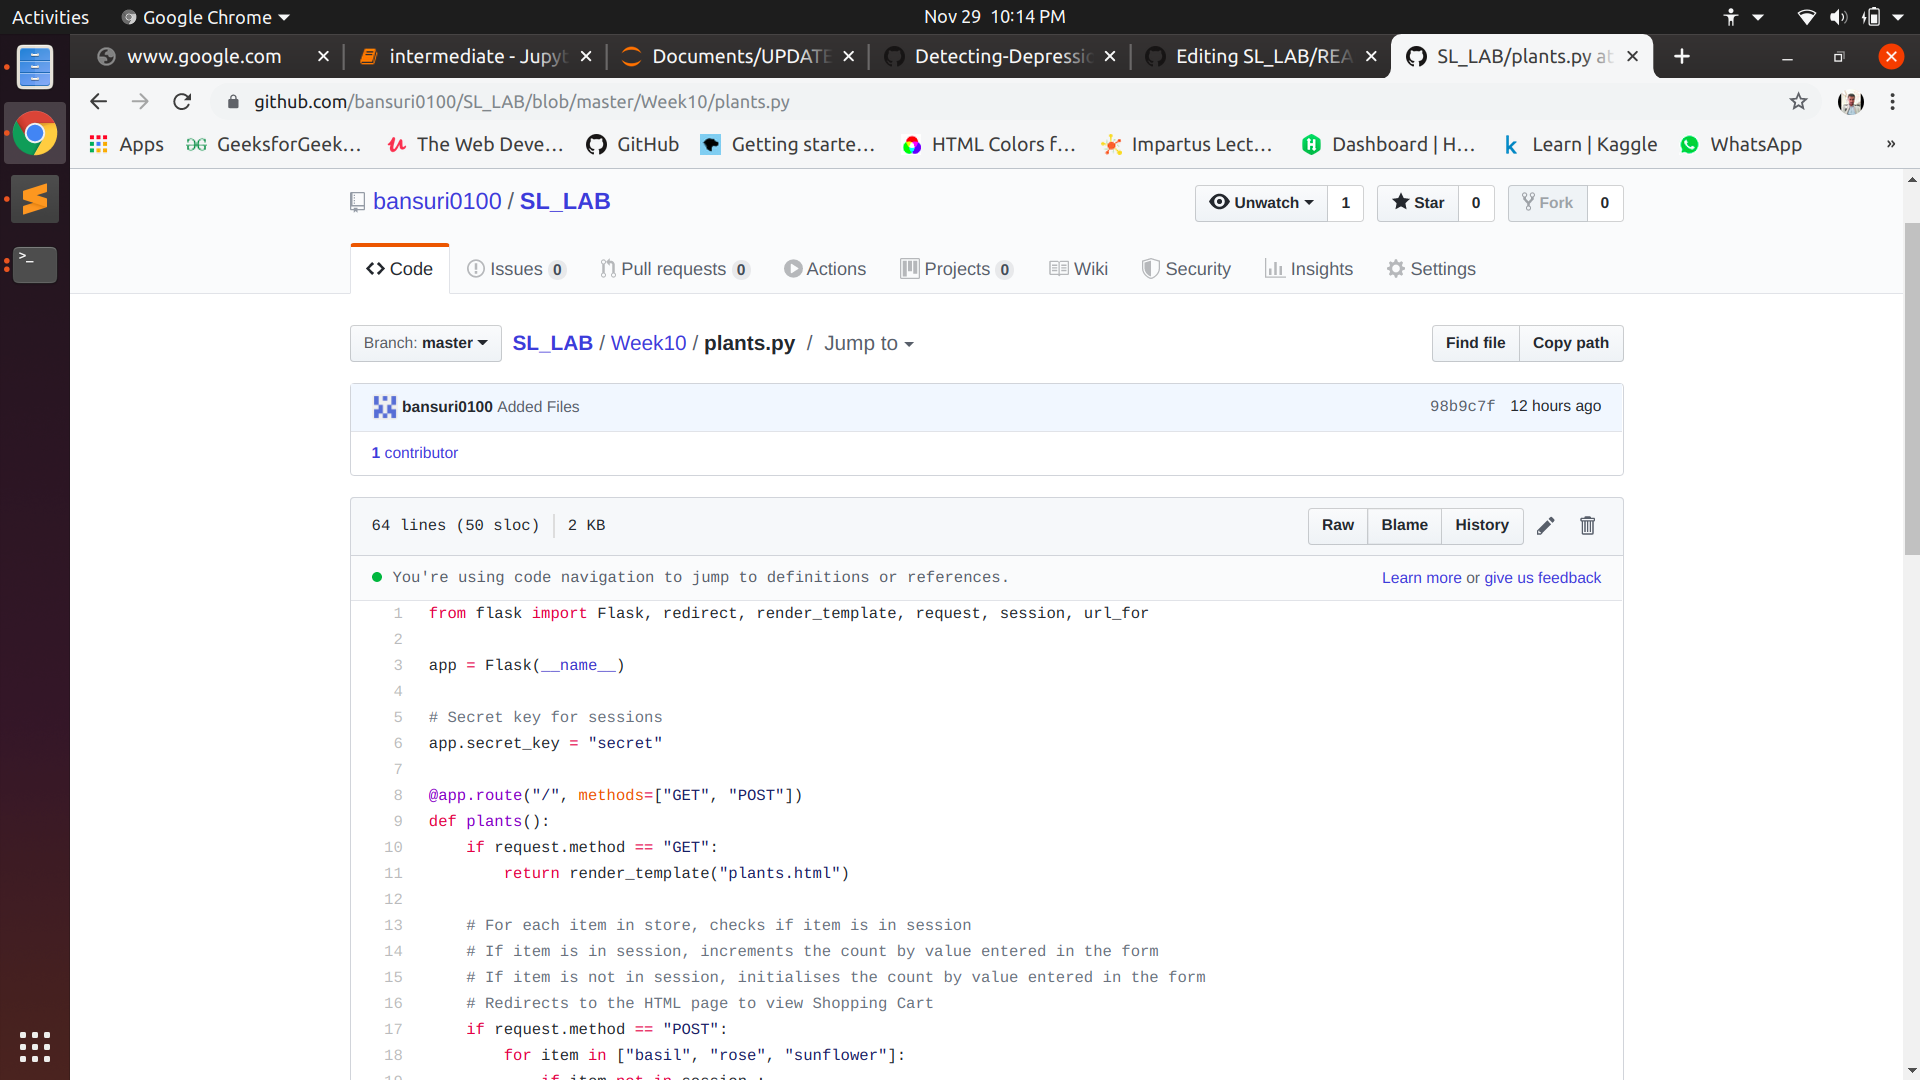 Activities Google Chrome Nov 29 10:14 PM
www.google.com intermediate - Jupyt Documents/UPDATE Detecting-Depressio Editing SL_LAB/REA SL_LAB/plants.py at
github.com/bansuri0100/SL_LAB/blob/master/Week10/plants.py
Apps GeeksforGeek... The Web Deve... GitHub Getting starte... HTML Colors f... Impartus Lect... Dashboard | H... Learn | Kaggle WhatsApp »
bansuri0100 / SL_LAB Unwatch 1 Star 0 Fork 0
Code Issues 0 Pull requests 0 Actions Projects 0 Wiki Security Insights Settings
Branch: master SL_LAB / Week10 / plants.py / Jump to Find file Copy path
bansuri0100 Added Files 98b9c7f 12 hours ago
1 contributor
64 lines (50 sloc) 2 KB Raw Blame History
You're using code navigation to jump to definitions or references. Learn more or give us feedback
1 from flask import Flask, redirect, render_template, request, session, url_for
2
3 app = Flask(__name__)
4
5 # Secret key for sessions
6 app.secret_key = "secret"
7
8 @app.route("/", methods=["GET", "POST"])
9 def plants():
10 if request.method == "GET":
11 return render_template("plants.html")
12
13 # For each item in store, checks if item is in session
14 # If item is in session, increments the count by value entered in the form
15 # If item is not in session, initialises the count by value entered in the form
16 # Redirects to the HTML page to view Shopping Cart
17 if request.method == "POST":
18 for item in ["basil", "rose", "sunflower"]:
19 if item not in session :